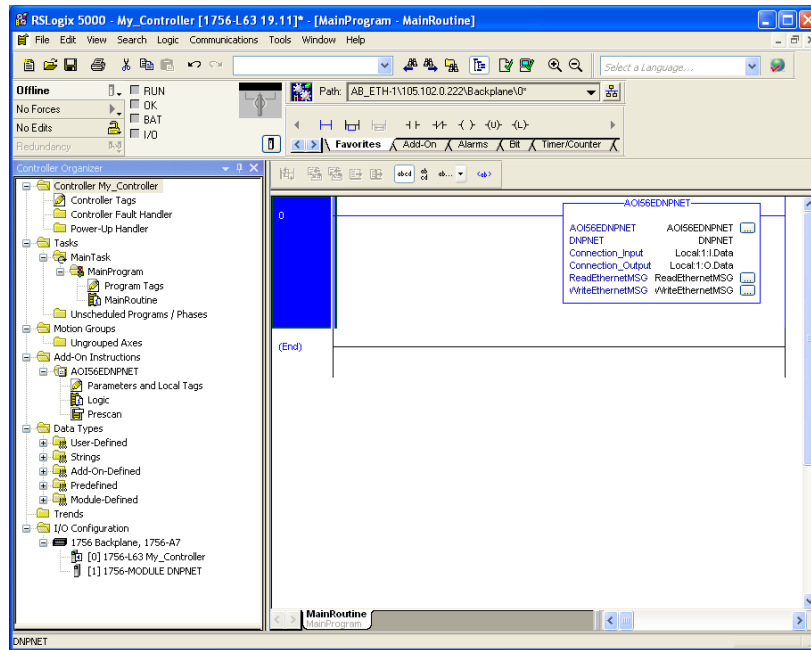 RSLogix 5000 - My_Controller [1756-L63 19.11]* - [MainProgram - MainRoutine]
File Edit View Search Logic Communications Tools Window Help
Select a Language...
Offline
RUN
No Forces
OK
No Edits
BAT
Redundancy
I/O
Path: AB_ETH-1\105.102.0.222\Backplane\0*
Favorites Add-On Alarms Bit Timer/Counter
Controller Organizer
Controller My_Controller
Controller Tags
Controller Fault Handler
Power-Up Handler
Tasks
MainTask
MainProgram
Program Tags
MainRoutine
Unscheduled Programs / Phases
Motion Groups
Ungrouped Axes
Add-On Instructions
AOI56EDNPNET
Parameters and Local Tags
Logic
Prescan
Data Types
User-Defined
Strings
Add-On-Defined
Predefined
Module-Defined
Trends
I/O Configuration
1756 Backplane, 1756-A7
[0] 1756-L63 My_Controller
[1] 1756-MODULE DNPNET
0
AOI56EDNPNET
AOI56EDNPNET AOI56EDNPNET ...
DNPNET DNPNET
Connection_Input Local:1:I.Data
Connection_Output Local:1:O.Data
ReadEthernetMSG ReadEthernetMSG ...
WriteEthernetMSG WriteEthernetMSG ...
(End)
MainRoutine
MainProgram
DNPNET